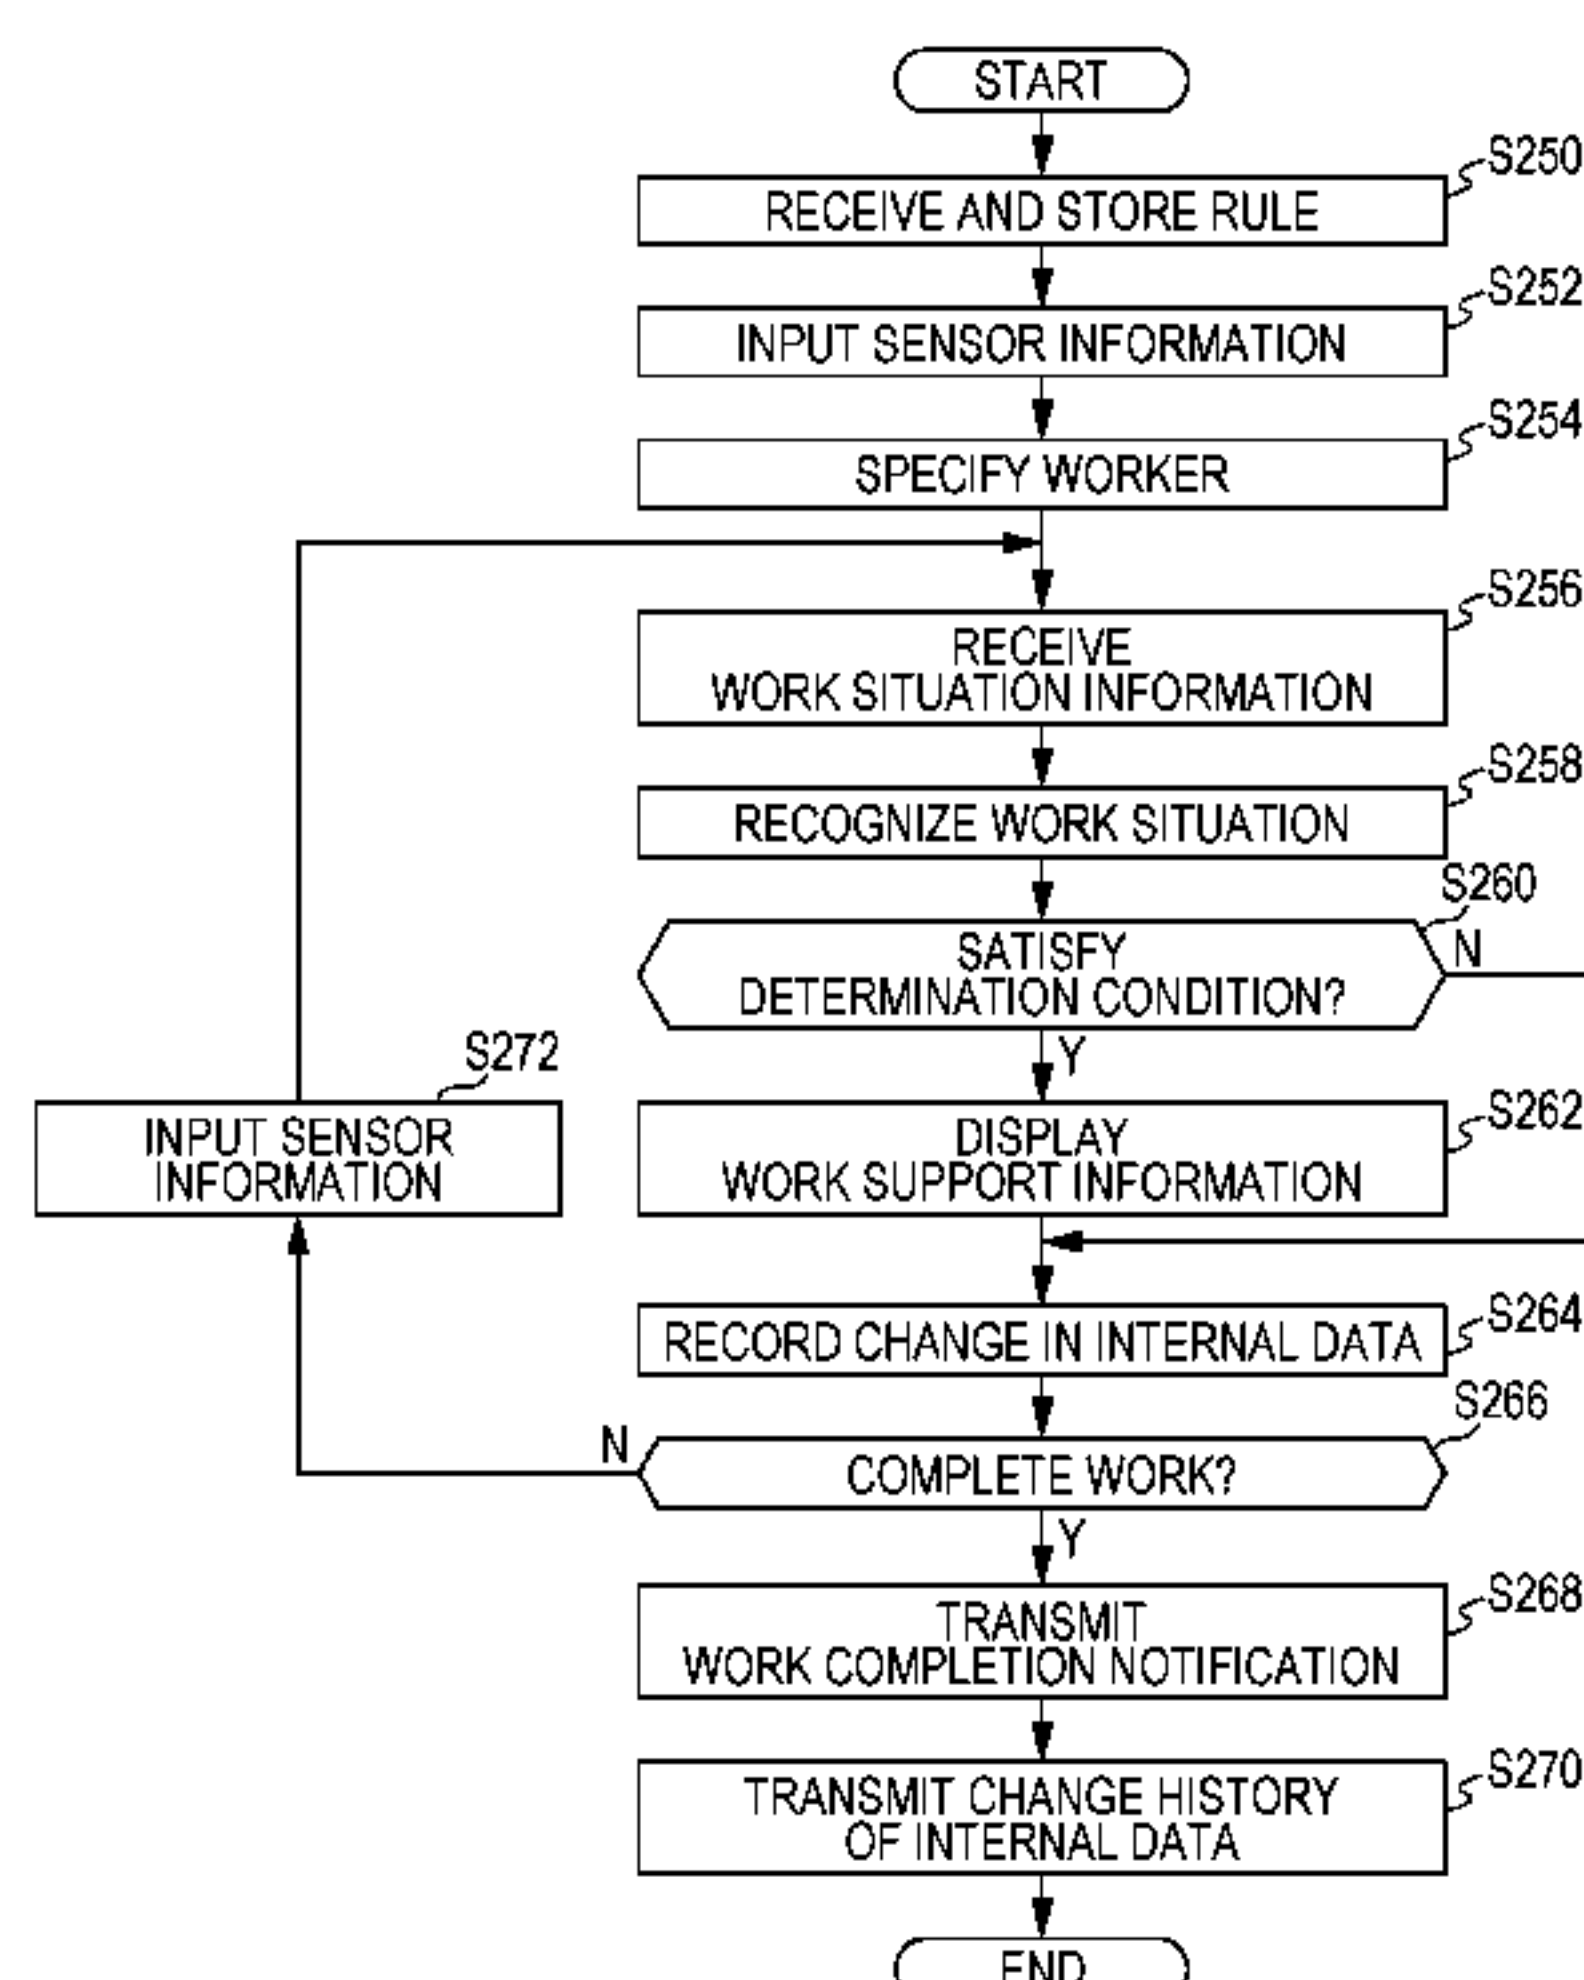 START
S250
RECEIVE AND STORE RULE
S252
INPUT SENSOR INFORMATION
S254
SPECIFY WORKER
S256
RECEIVE
WORK SITUATION INFORMATION
S258
RECOGNIZE WORK SITUATION
S260
SATISFY
DETERMINATION CONDITION?
N
Y
S272
INPUT SENSOR
INFORMATION
S262
DISPLAY
WORK SUPPORT INFORMATION
S264
RECORD CHANGE IN INTERNAL DATA
S266
COMPLETE WORK?
N
Y
S268
TRANSMIT
WORK COMPLETION NOTIFICATION
S270
TRANSMIT CHANGE HISTORY
OF INTERNAL DATA
END